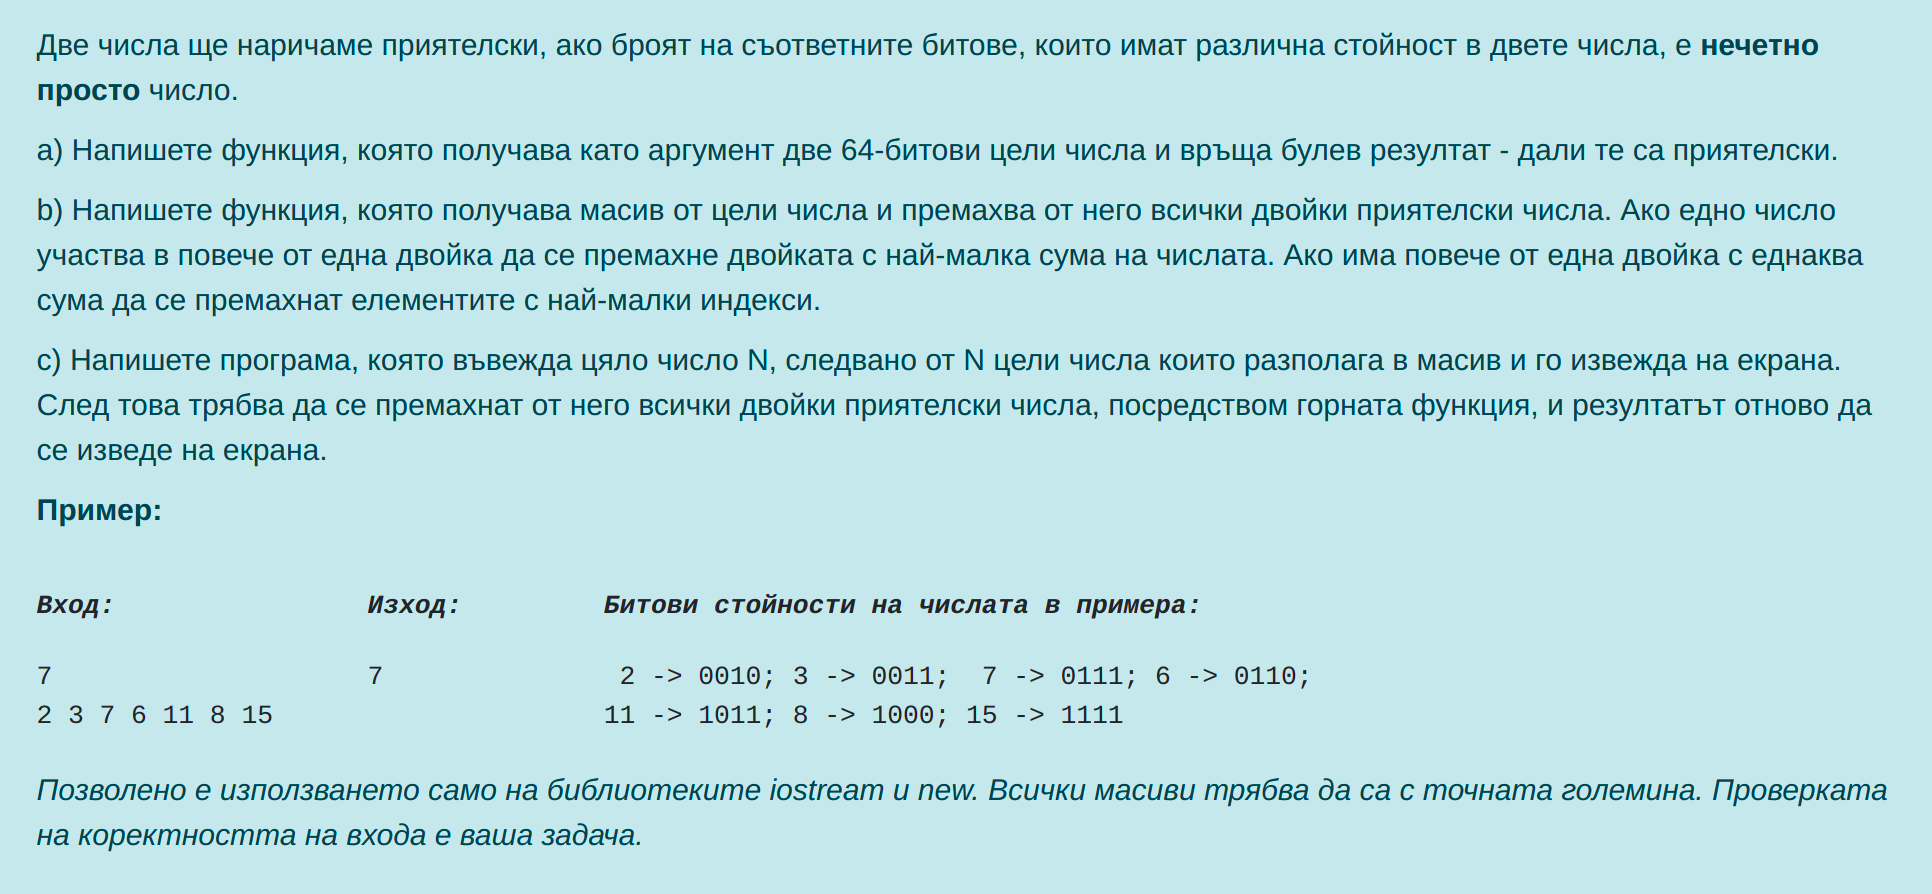 Две числа ще наричаме приятелски, ако броят на съответните битове, които имат различна стойност в двете числа, е нечетно
просто число.
a) Напишете функция, която получава като аргумент две 64-битови цели числа и връща булев резултат - дали те са приятелски.
b) Напишете функция, която получава масив от цели числа и премахва от него всички двойки приятелски числа. Ако едно число
участва в повече от една двойка да се премахне двойката с най-малка сума на числата. Ако има повече от една двойка с еднаква
сума да се премахнат елементите с най-малки индекси.
c) Напишете програма, която въвежда цяло число N, следвано от N цели числа които разполага в масив и го извежда на екрана.
След това трябва да се премахнат от него всички двойки приятелски числа, посредством горната функция, и резултатът отново да
се изведе на екрана.
Пример:
Вход: Изход: Битови стойности на числата в примера:
7 7 2 -> 0010; 3 -> 0011; 7 -> 0111; 6 -> 0110;
2 3 7 6 11 8 15 11 -> 1011; 8 -> 1000; 15 -> 1111
Позволено е използването само на библиотеките iostream и new. Всички масиви трябва да са с точната големина. Проверката
на коректността на входа е ваша задача.